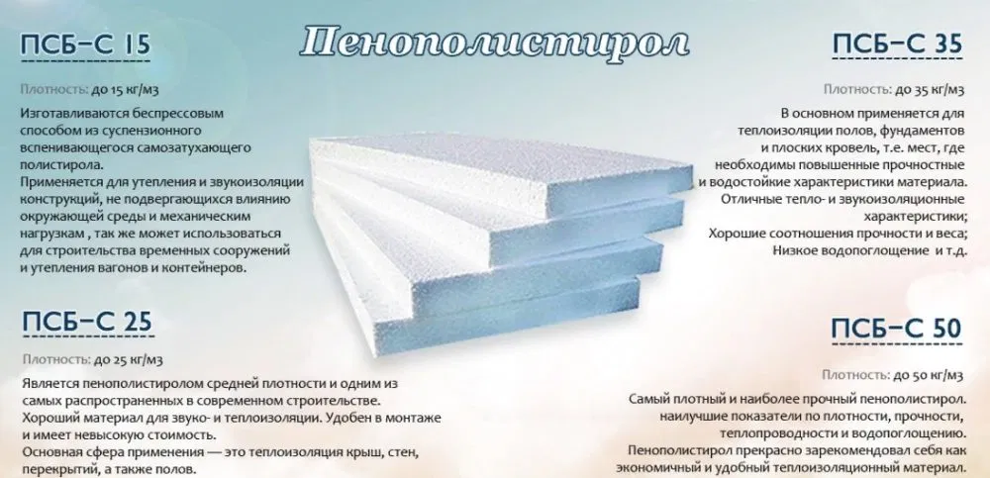 Пенополистирол
ПСБ-С 15
Плотность: до 15 кг/м3
Изготавливаются беспрессовым
способом из суспензионного
вспенивающегося самозатухающего
полистирола.
Применяется для утепления и звукоизоляции
конструкций, не подвергающихся влиянию
окружающей среды и механическим
нагрузкам , так же может использоваться
для строительства временных сооружений
и утепления вагонов и контейнеров.
ПСБ-С 25
Плотность: до 25 кг/м3
Является пенополистиролом средней плотности и одним из
самых распространенных в современном строительстве.
Хороший материал для звуко- и теплоизоляции. Удобен в монтаже
и имеет невысокую стоимость.
Основная сфера применения — это теплоизоляция крыш, стен,
перекрытий, а также полов.
ПСБ-С 35
Плотность: до 35 кг/м3
В основном применяется для
теплоизоляции полов, фундаментов
и плоских кровель, т.е. мест, где
необходимы повышенные прочностные
и водостойкие характеристики материала.
Отличные тепло- и звукоизоляционные
характеристики;
Хорошие соотношения прочности и веса;
Низкое водопоглощение и т.д.
ПСБ-С 50
Плотность: до 50 кг/м3
Самый плотный и наиболее прочный пенополистирол.
наилучшие показатели по плотности, прочности,
теплопроводности и водопоглощению.
Пенополистирол прекрасно зарекомендовал себя как
экономичный и удобный теплоизоляционный материал.